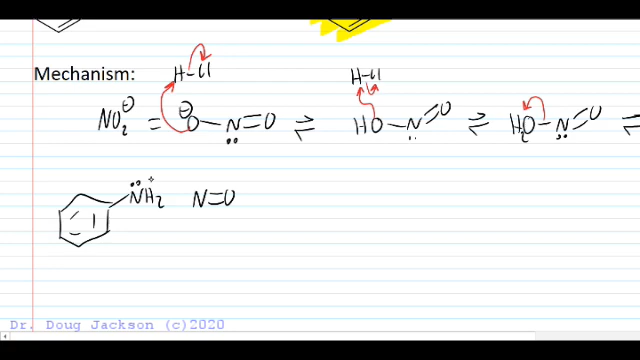 Mechanism:
H-Cl H-Cl
NO2⊖ = ⊖O-N=O ⇌ HO-N=O ⇌ H2O-N=O ⇌
NH2 N=O
Dr. Doug Jackson (c)2020